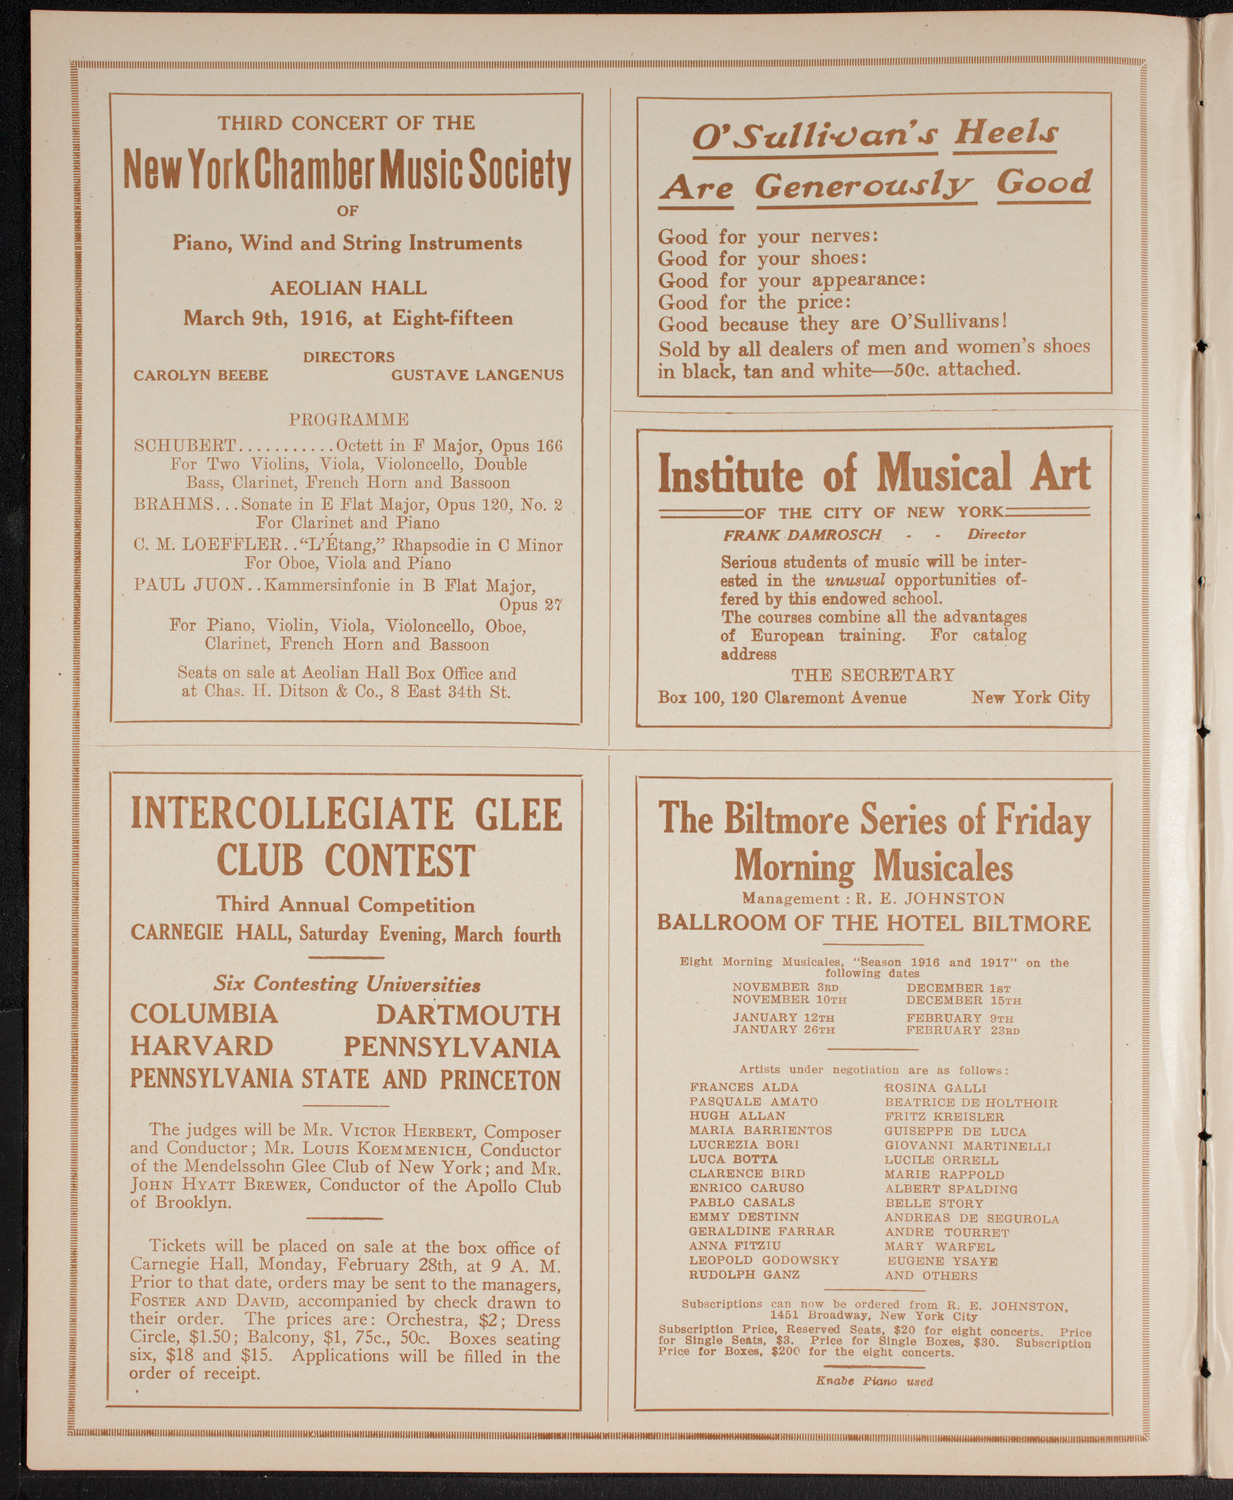 THIRD CONCERT OF THE
New York Chamber Music Society
OF
Piano, Wind and String Instruments
AEOLIAN HALL
March 9th, 1916, at Eight-fifteen
DIRECTORS
CAROLYN BEEBE GUSTAVE LANGENUS
PROGRAMME
SCHUBERT...........Octett in F Major, Opus 166
For Two Violins, Viola, Violoncello, Double
Bass, Clarinet, French Horn and Bassoon
BRAHMS...Sonate in E Flat Major, Opus 120, No. 2
For Clarinet and Piano
C. M. LOEFFLER.."L'Étang," Rhapsodie in C Minor
For Oboe, Viola and Piano
PAUL JUON..Kammersinfonie in B Flat Major,
Opus 27
For Piano, Violin, Viola, Violoncello, Oboe,
Clarinet, French Horn and Bassoon
Seats on sale at Aeolian Hall Box Office and
at Chas. H. Ditson & Co., 8 East 34th St.
O'Sullivan's Heels
Are Generously Good
Good for your nerves:
Good for your shoes:
Good for your appearance:
Good for the price:
Good because they are O'Sullivans!
Sold by all dealers of men and women's shoes
in black, tan and white—50c. attached.
Institute of Musical Art
OF THE CITY OF NEW YORK
FRANK DAMROSCH - - Director
Serious students of music will be inter-
ested in the unusual opportunities of-
fered by this endowed school.
The courses combine all the advantages
of European training. For catalog
address
THE SECRETARY
Box 100, 120 Claremont Avenue New York City
INTERCOLLEGIATE GLEE
CLUB CONTEST
Third Annual Competition
CARNEGIE HALL, Saturday Evening, March fourth
Six Contesting Universities
COLUMBIA DARTMOUTH
HARVARD PENNSYLVANIA
PENNSYLVANIA STATE AND PRINCETON
The judges will be MR. VICTOR HERBERT, Composer
and Conductor; MR. LOUIS KOEMMENICH, Conductor
of the Mendelssohn Glee Club of New York; and MR.
JOHN HYATT BREWER, Conductor of the Apollo Club
of Brooklyn.
Tickets will be placed on sale at the box office of
Carnegie Hall, Monday, February 28th, at 9 A. M.
Prior to that date, orders may be sent to the managers,
FOSTER AND DAVID, accompanied by check drawn to
their order. The prices are: Orchestra, $2; Dress
Circle, $1.50; Balcony, $1, 75c., 50c. Boxes seating
six, $18 and $15. Applications will be filled in the
order of receipt.
The Biltmore Series of Friday
Morning Musicales
Management : R. E. JOHNSTON
BALLROOM OF THE HOTEL BILTMORE
Eight Morning Musicales, "Season 1916 and 1917" on the
following dates
NOVEMBER 3RD DECEMBER 1ST
NOVEMBER 10TH DECEMBER 15TH
JANUARY 12TH FEBRUARY 9TH
JANUARY 26TH FEBRUARY 23RD
Artists under negotiation are as follows:
FRANCES ALDA ROSINA GALLI
PASQUALE AMATO BEATRICE DE HOLTHOIR
HUGH ALLAN FRITZ KREISLER
MARIA BARRIENTOS GUISEPPE DE LUCA
LUCREZIA BORI GIOVANNI MARTINELLI
LUCA BOTTA LUCILE ORRELL
CLARENCE BIRD MARIE RAPPOLD
ENRICO CARUSO ALBERT SPALDING
PABLO CASALS BELLE STORY
EMMY DESTINN ANDREAS DE SEGUROLA
GERALDINE FARRAR ANDRE TOURRET
ANNA FITZIU MARY WARFEL
LEOPOLD GODOWSKY EUGENE YSAYE
RUDOLPH GANZ AND OTHERS
Subscriptions can now be ordered from R. E. JOHNSTON,
1451 Broadway, New York City
Subscription Price, Reserved Seats, $20 for eight concerts. Price
for Single Seats, $3. Price for Single Boxes, $30. Subscription
Price for Boxes, $200 for the eight concerts.
Knabe Piano used